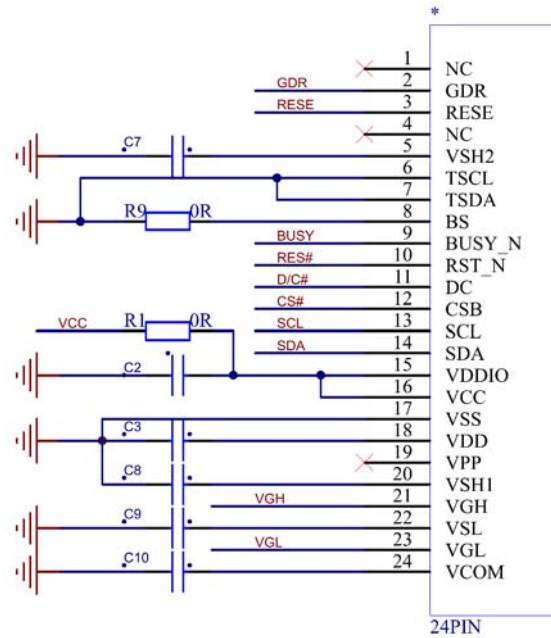 *
1 NC
GDR 2 GDR
RESE 3 RESE
4 NC
C7 5 VSH2
6 TSCL
7 TSDA
R9 0R 8 BS
BUSY 9 BUSY_N
RES# 10 RST_N
D/C# 11 DC
CS# 12 CSB
VCC R1 0R SCL 13 SCL
SDA 14 SDA
C2 15 VDDIO
16 VCC
17 VSS
C3 18 VDD
19 VPP
C8 20 VSH1
VGH 21 VGH
C9 22 VSL
VGL 23 VGL
C10 24 VCOM
24PIN